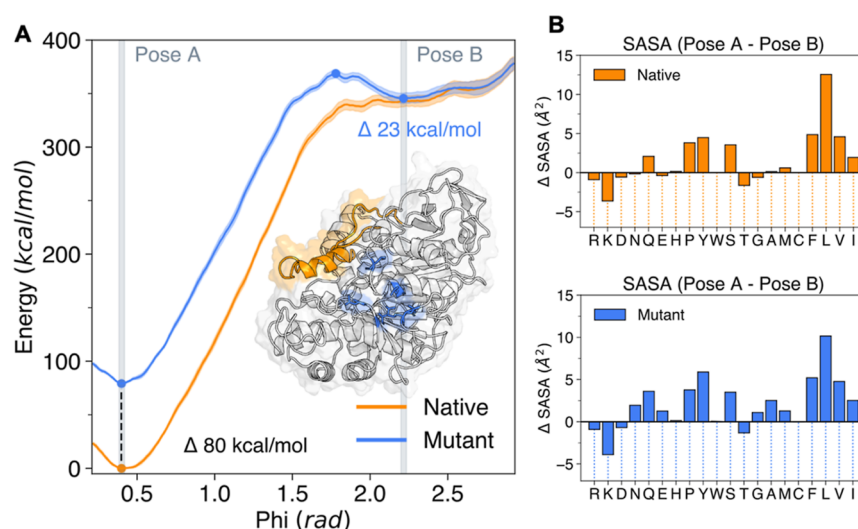 A
Pose A
Pose B
400
300
200
100
0
Energy (kcal/mol)
Δ 23 kcal/mol
Δ 80 kcal/mol
Native
Mutant
0.5
1.0
1.5
2.0
2.5
Phi (rad)
B
SASA (Pose A - Pose B)
15
10
5
0
−5
Δ SASA (Å²)
Native
R K D N Q E H P Y W S T G A M C F L V I
SASA (Pose A - Pose B)
15
10
5
0
−5
Δ SASA (Å²)
Mutant
R K D N Q E H P Y W S T G A M C F L V I